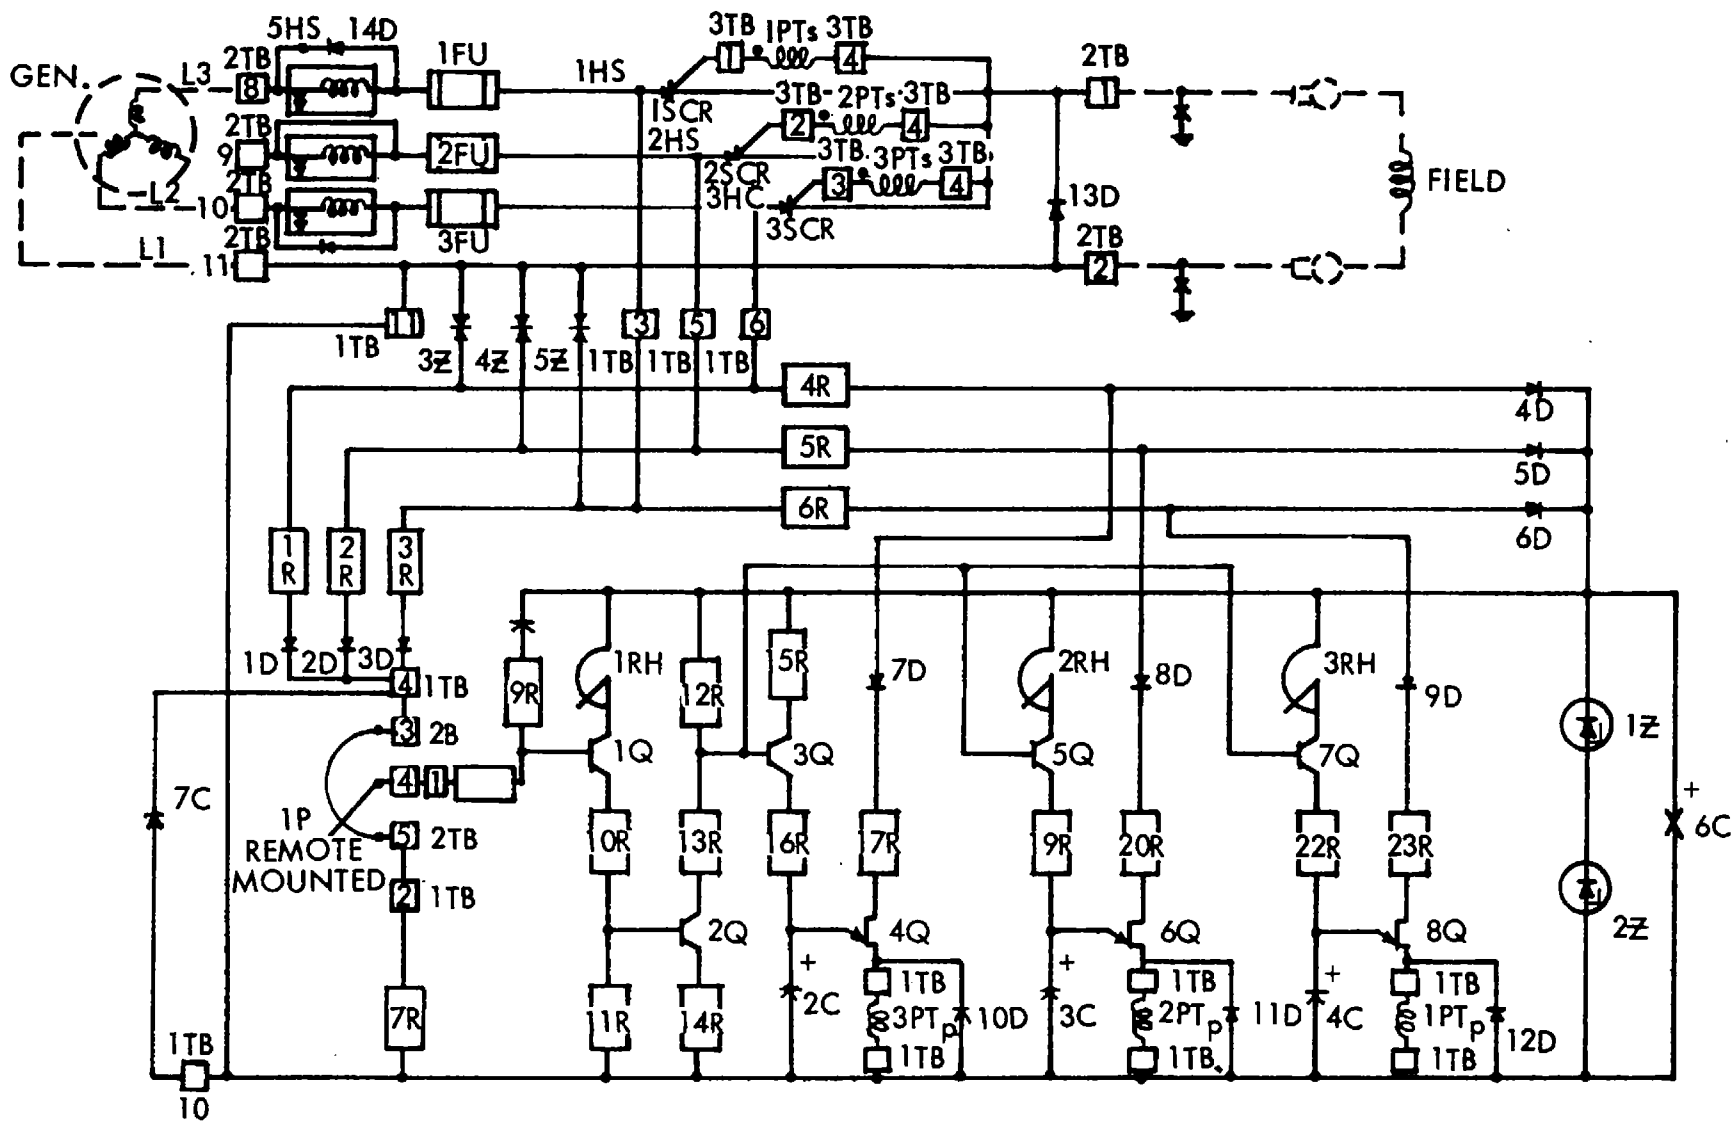 5HS 14D
3TB 1PTs 3TB
1
4
2TB
1FU
GEN.
L3
8
1HS
2TB
1
1SCR
3TB 2PTs 3TB
2
4
2TB
9
2FU
2HS
2SCR
3TB 3PTs 3TB
3
4
2TB
L2
10
3HC
3SCR
3FU
13D
FIELD
2TB
L1
11
2TB
2
1
1TB
3Z
4Z
5Z
3
1TB
5
1TB
6
4R
4D
5R
5D
6R
6D
1R
2R
3R
1D
2D
3D
4
1TB
3
2B
4
1
1P
REMOTE
MOUNTED
5
2TB
2
1TB
7R
7C
1TB
10
9R
1RH
1Q
10R
11R
12R
13R
2Q
14R
15R
3Q
16R
+
2C
7D
17R
4Q
1TB
3PTp
1TB
10D
2RH
5Q
9R
+
3C
8D
20R
6Q
1TB
2PTp
1TB
11D
3RH
7Q
22R
+
4C
9D
23R
8Q
1TB
1PTp
1TB
12D
1Z
2Z
+
6C